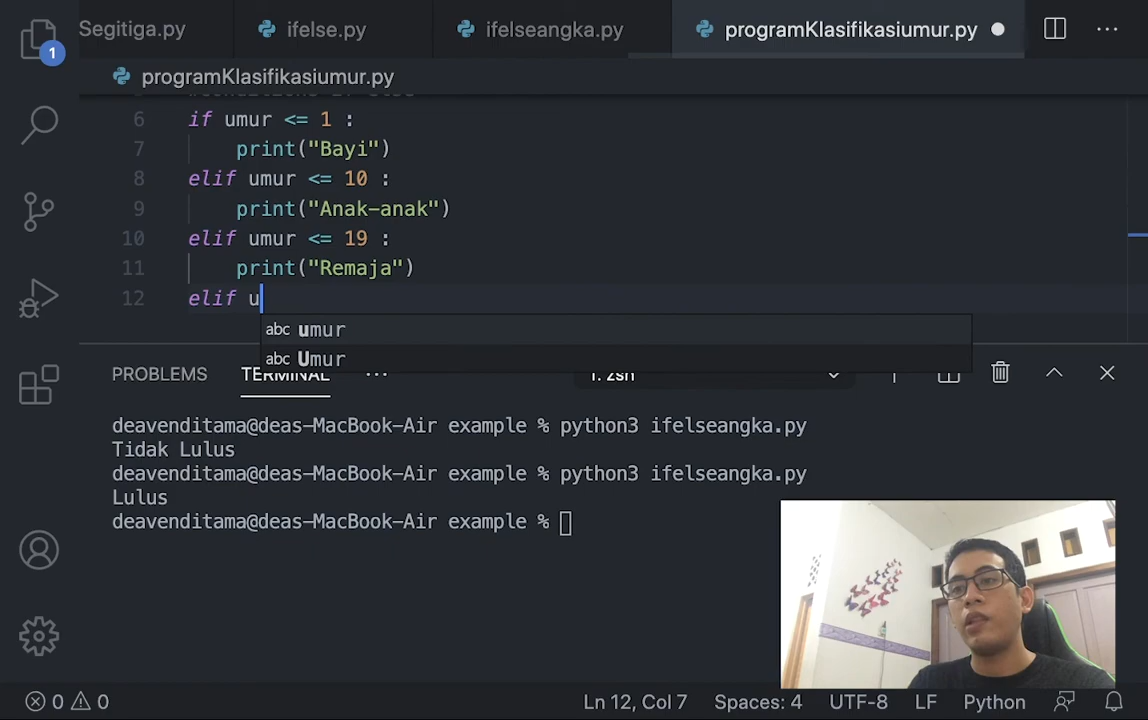 Segitiga.py
ifelse.py
ifelseangka.py
programKlasifikasiumur.py
1
programKlasifikasiumur.py
6 if umur <= 1 :
7 print("Bayi")
8 elif umur <= 10 :
9 print("Anak-anak")
10 elif umur <= 19 :
11 print("Remaja")
12 elif u
abc umur
abc Umur
PROBLEMS TERMINAL ... 1: zsh
deavenditama@deas-MacBook-Air example % python3 ifelseangka.py
Tidak Lulus
deavenditama@deas-MacBook-Air example % python3 ifelseangka.py
Lulus
deavenditama@deas-MacBook-Air example %
0 0 Ln 12, Col 7 Spaces: 4 UTF-8 LF Python